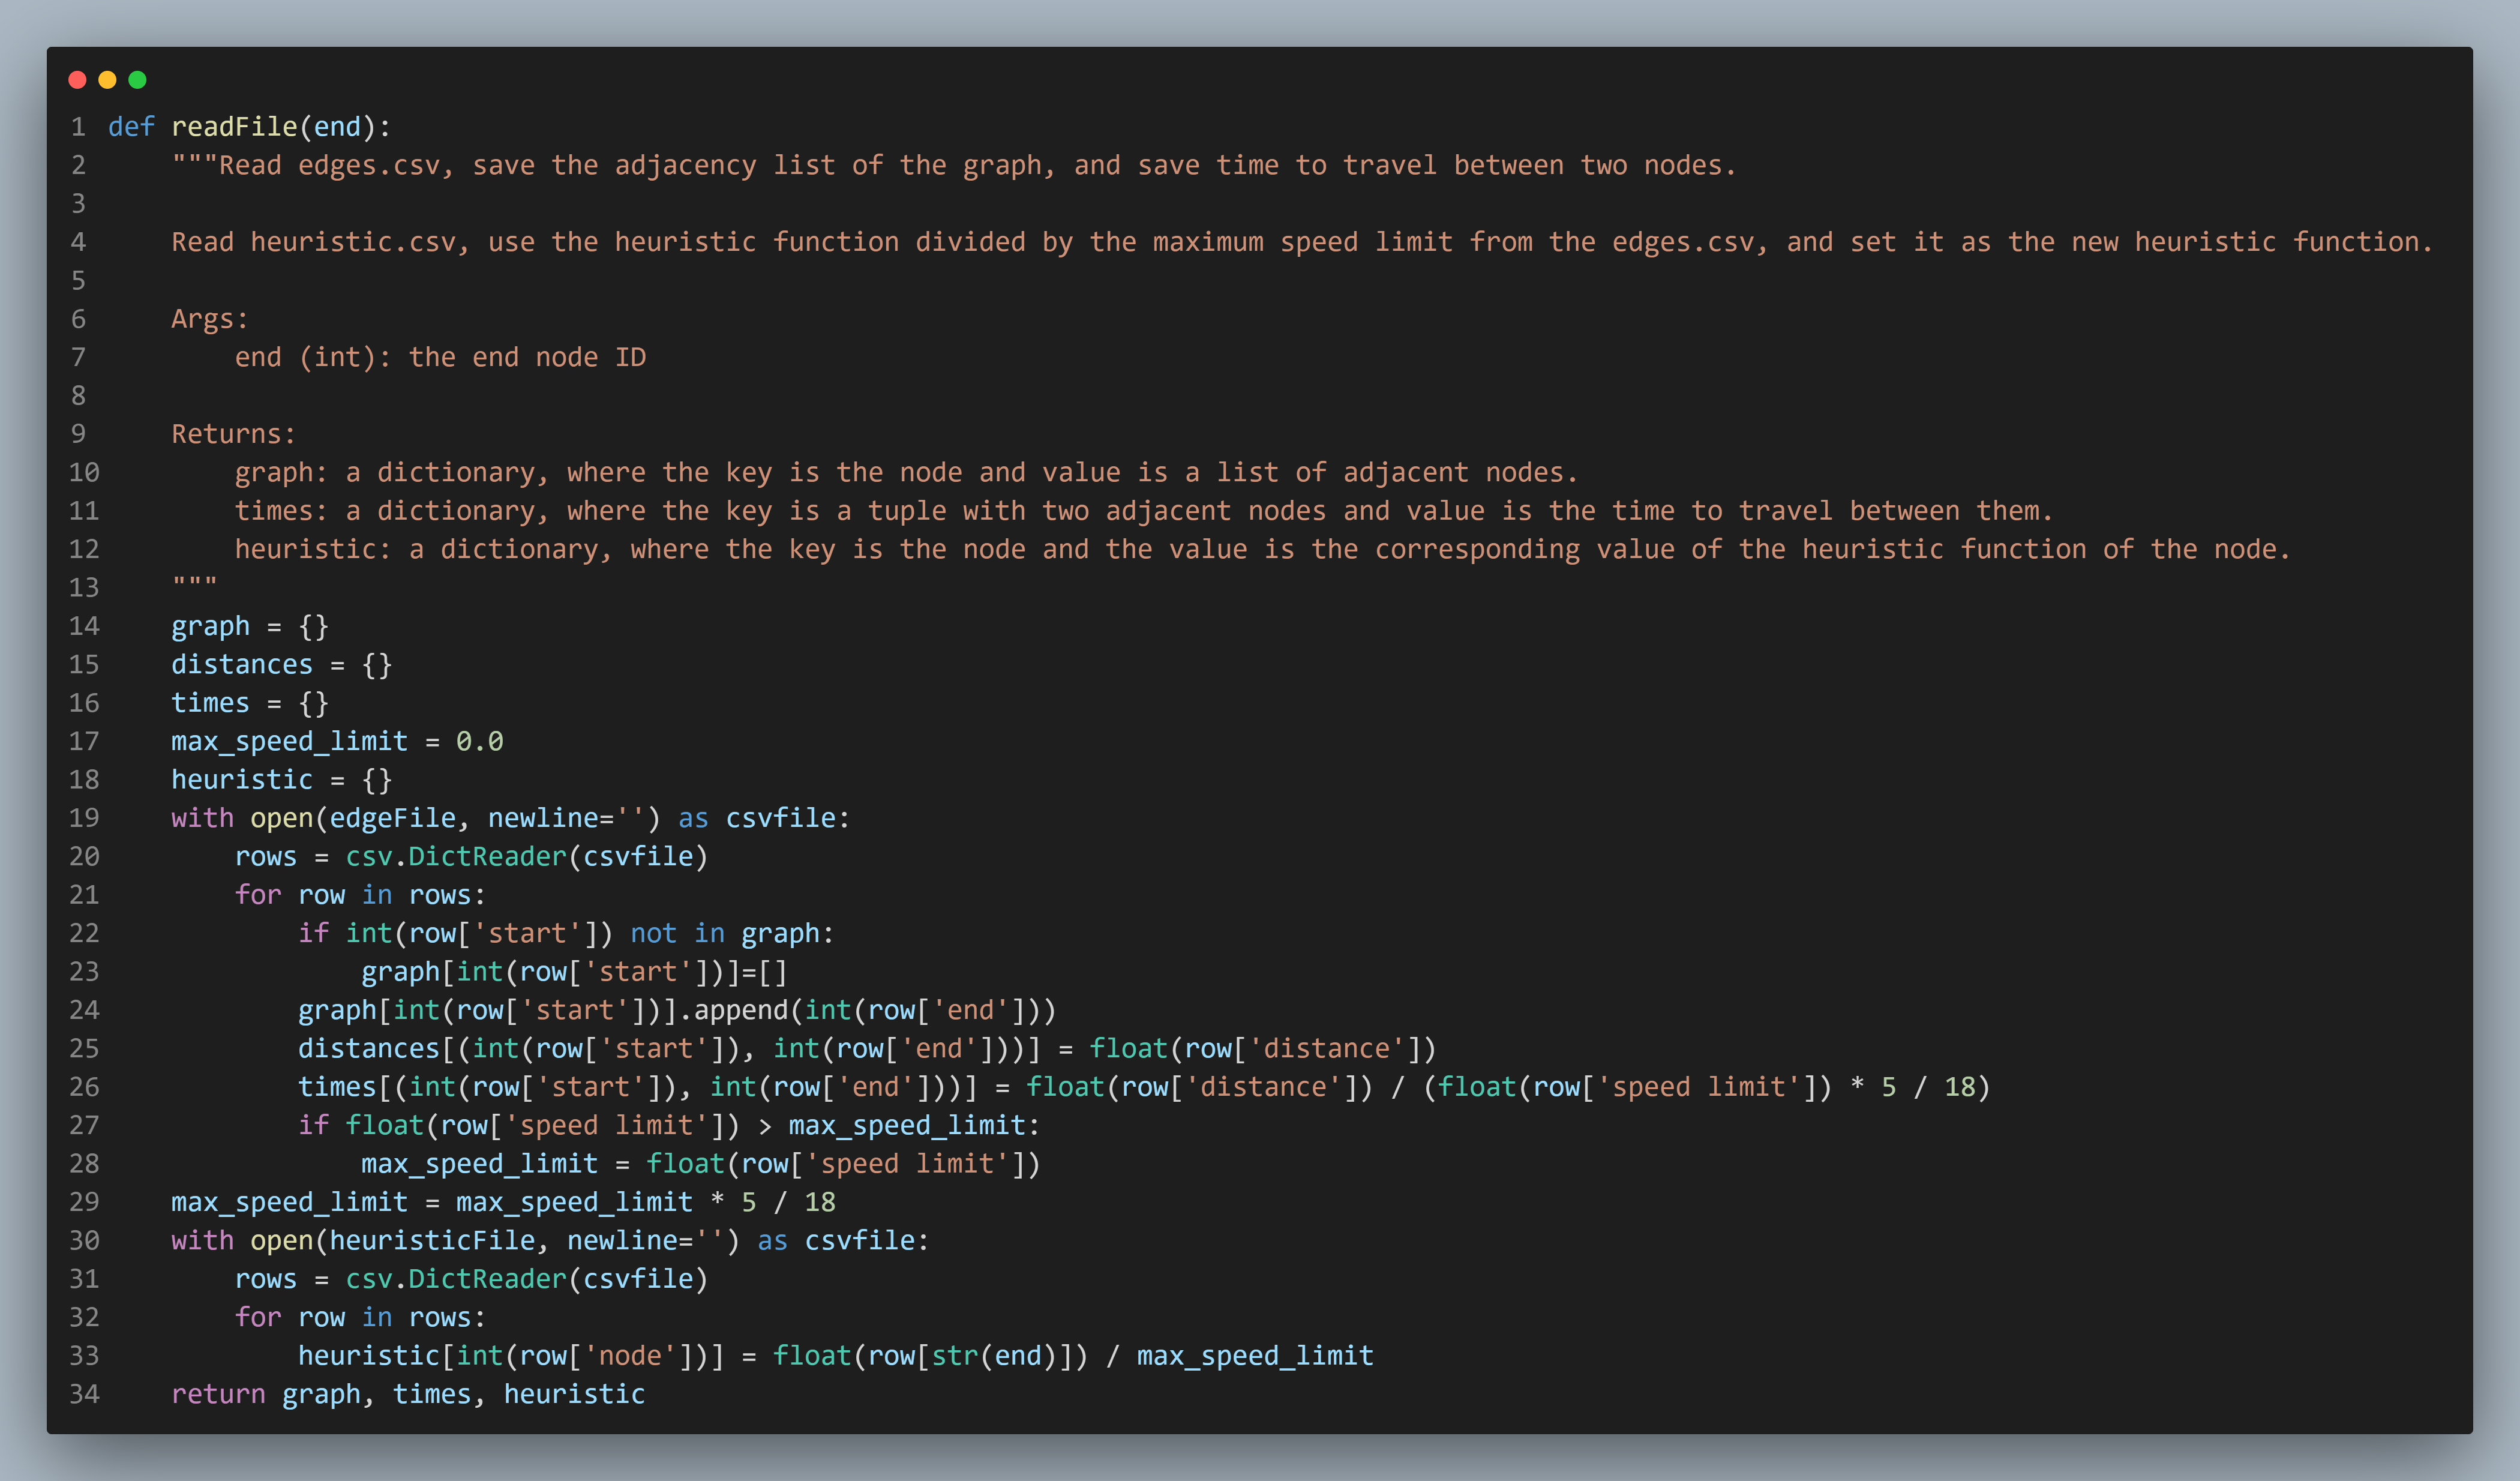 1 def readFile(end):
2     """Read edges.csv, save the adjacency list of the graph, and save time to travel between two nodes.
3
4     Read heuristic.csv, use the heuristic function divided by the maximum speed limit from the edges.csv, and set it as the new heuristic function.
5
6     Args:
7         end (int): the end node ID
8
9     Returns:
10         graph: a dictionary, where the key is the node and value is a list of adjacent nodes.
11         times: a dictionary, where the key is a tuple with two adjacent nodes and value is the time to travel between them.
12         heuristic: a dictionary, where the key is the node and the value is the corresponding value of the heuristic function of the node.
13     """
14     graph = {}
15     distances = {}
16     times = {}
17     max_speed_limit = 0.0
18     heuristic = {}
19     with open(edgeFile, newline='') as csvfile:
20         rows = csv.DictReader(csvfile)
21         for row in rows:
22             if int(row['start']) not in graph:
23                 graph[int(row['start'])]=[]
24             graph[int(row['start'])].append(int(row['end']))
25             distances[(int(row['start']), int(row['end']))] = float(row['distance'])
26             times[(int(row['start']), int(row['end']))] = float(row['distance']) / (float(row['speed limit']) * 5 / 18)
27             if float(row['speed limit']) > max_speed_limit:
28                 max_speed_limit = float(row['speed limit'])
29     max_speed_limit = max_speed_limit * 5 / 18
30     with open(heuristicFile, newline='') as csvfile:
31         rows = csv.DictReader(csvfile)
32         for row in rows:
33             heuristic[int(row['node'])] = float(row[str(end)]) / max_speed_limit
34     return graph, times, heuristic